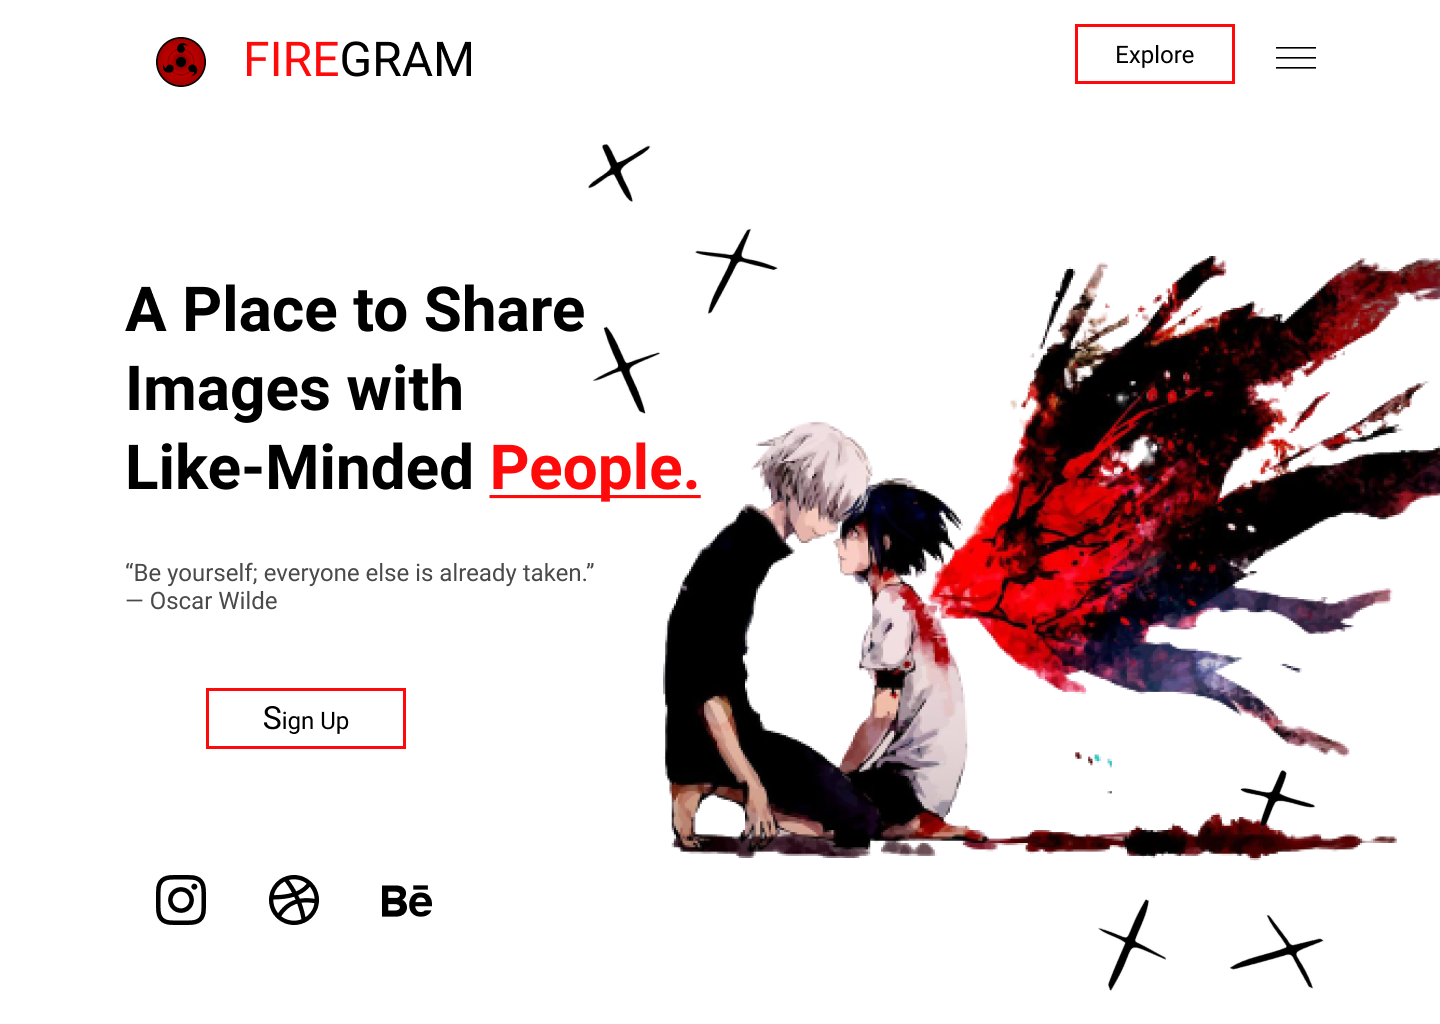 FIREGRAM
Explore
A Place to Share
Images with
Like-Minded People.
“Be yourself; everyone else is already taken.”
― Oscar Wilde
Sign Up
Bē